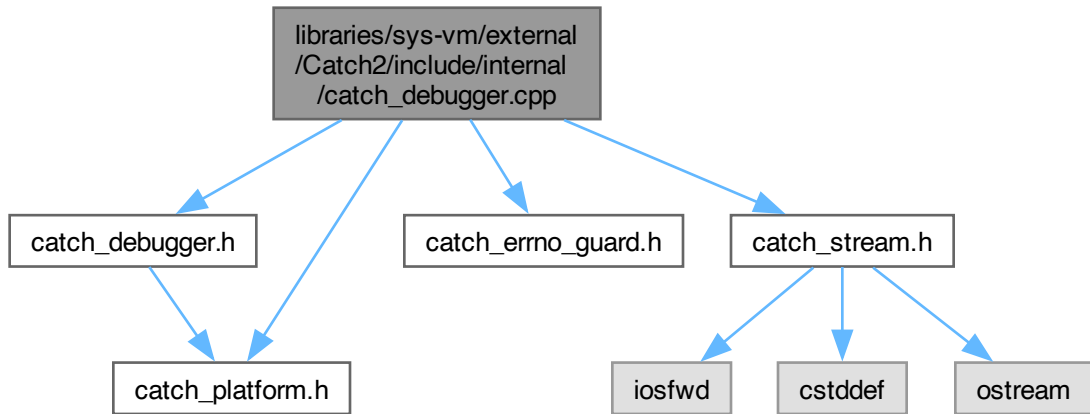 libraries/sys-vm/external
/Catch2/include/internal
/catch_debugger.cpp
catch_debugger.h
catch_errno_guard.h
catch_stream.h
catch_platform.h
iosfwd
cstddef
ostream